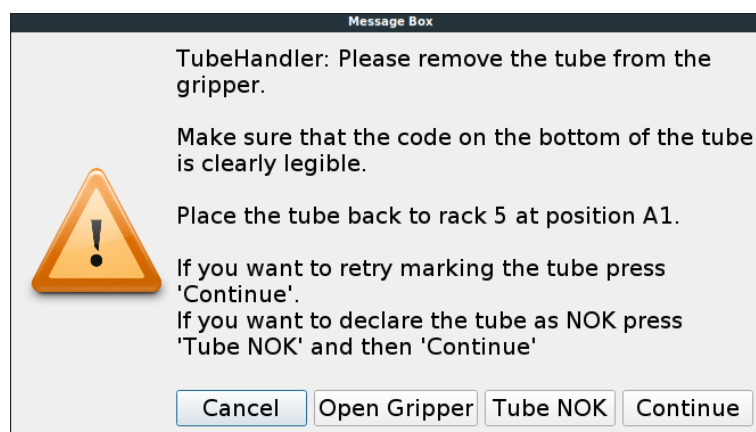 Message Box
TubeHandler: Please remove the tube from the
gripper.
Make sure that the code on the bottom of the tube
is clearly legible.
Place the tube back to rack 5 at position A1.
If you want to retry marking the tube press
'Continue'.
If you want to declare the tube as NOK press
'Tube NOK' and then 'Continue'
Cancel Open Gripper Tube NOK Continue